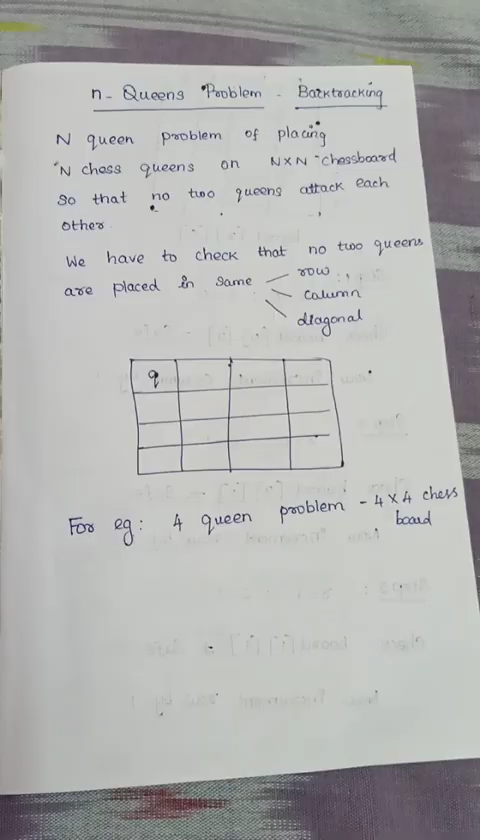 n - Queens Problem - Backtracking
N queen problem of placing
N chess queens on N×N chessboard
So that no two queens attack each
other.
We have to check that no two queens
are placed in same row
column
diagonal
q
For eg: 4 queen problem - 4×4 chess
board